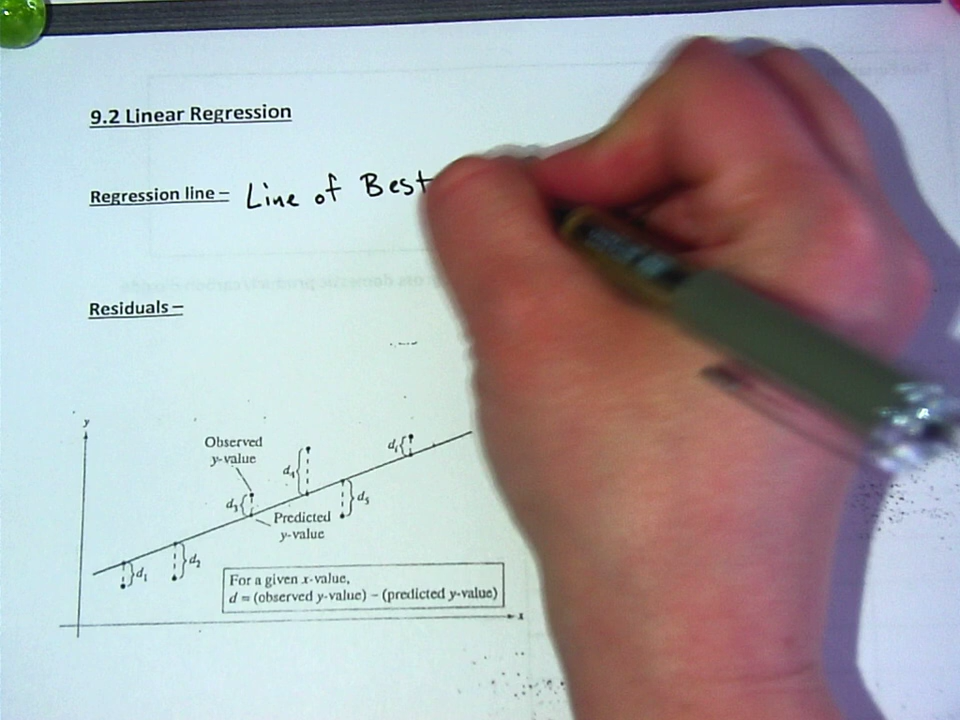 9.2 Linear Regression
Regression line – Line of Best
Residuals –
y
Observed
y-value
d₁
d₂
d₃
d₄
d₅
dᵢ
Predicted
y-value
For a given x-value,
d = (observed y-value) – (predicted y-value)
x